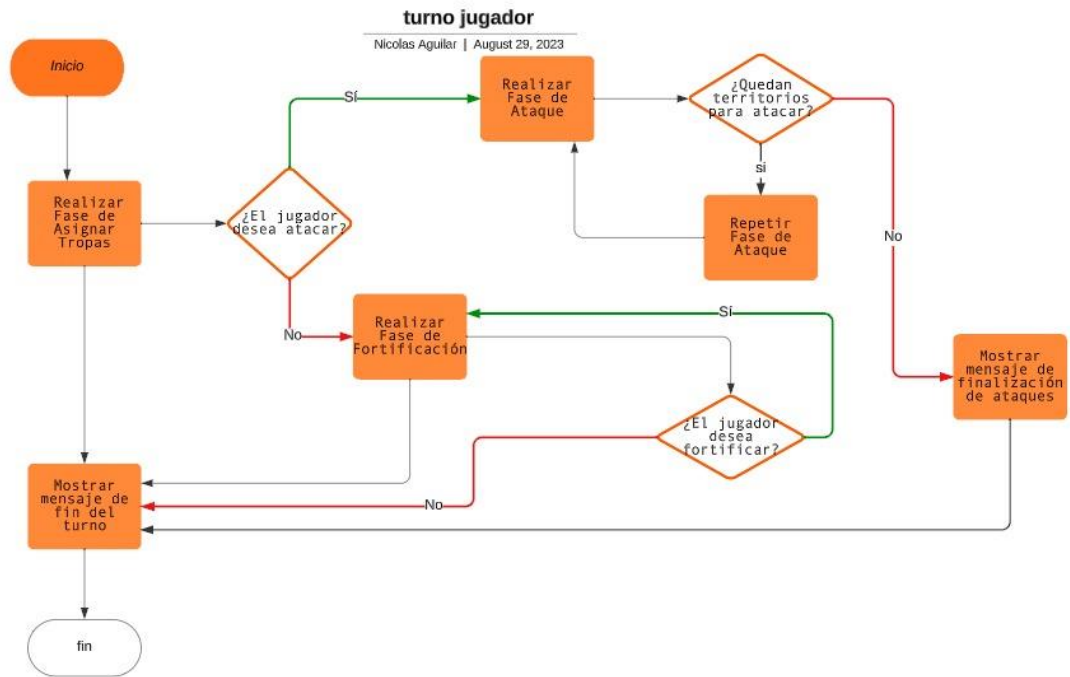 turno jugador
Nicolas Aguilar | August 29, 2023
Inicio
Realizar
Fase de
Asignar
Tropas
¿El jugador
desea atacar?
Sí
Realizar
Fase de
Ataque
¿Quedan
territorios
para atacar?
si
Repetir
Fase de
Ataque
No
No
Realizar
Fase de
Fortificación
Sí
¿El jugador
desea
fortificar?
No
Mostrar
mensaje de
finalización
de ataques
Mostrar
mensaje de
fin del
turno
fin